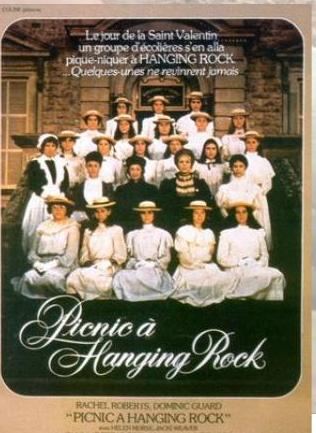 Le jour de la Saint Valentin
un groupe d'écolières s'en alla
pique-niquer à HANGING ROCK.
...Quelques-unes ne revinrent jamais
Picnic à
Hanging Rock
RACHEL ROBERTS, DOMINIC GUARD
"PICNIC A HANGING ROCK"
avec HELEN MORSE, JACKI WEAVER